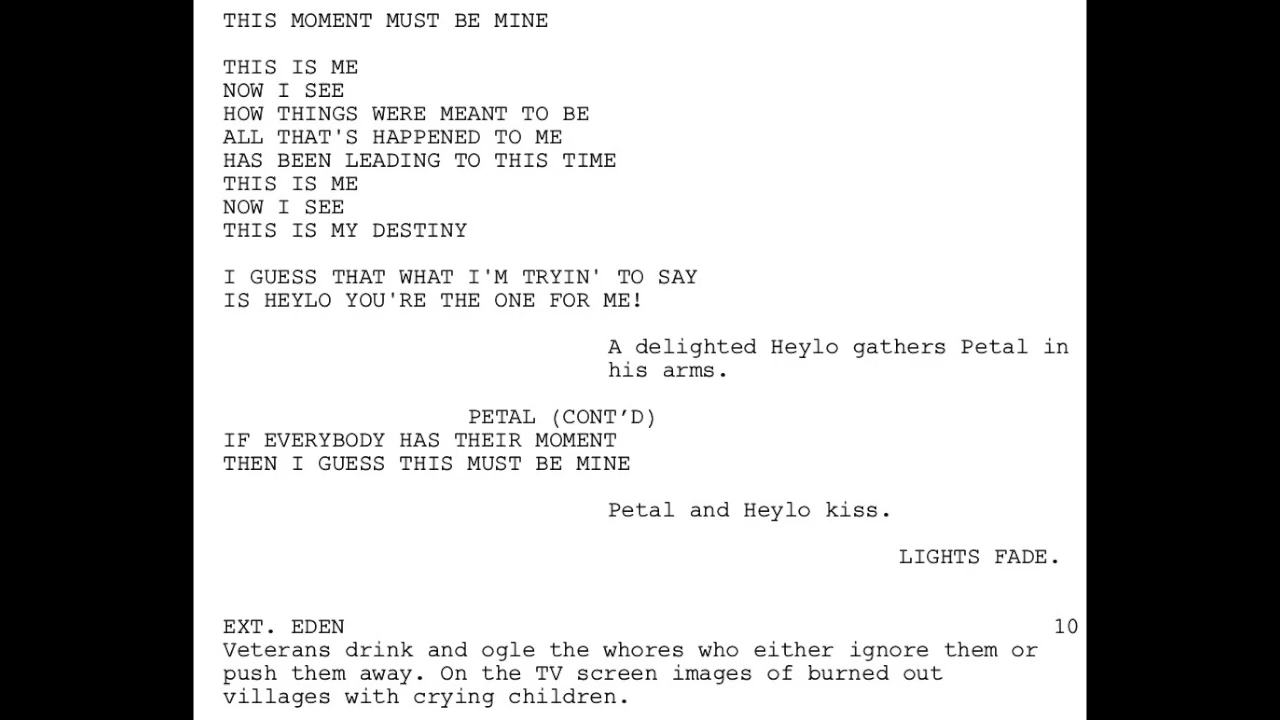 THIS MOMENT MUST BE MINE
THIS IS ME
NOW I SEE
HOW THINGS WERE MEANT TO BE
ALL THAT'S HAPPENED TO ME
HAS BEEN LEADING TO THIS TIME
THIS IS ME
NOW I SEE
THIS IS MY DESTINY
I GUESS THAT WHAT I'M TRYIN' TO SAY
IS HEYLO YOU'RE THE ONE FOR ME!
A delighted Heylo gathers Petal in
his arms.
PETAL (CONT’D)
IF EVERYBODY HAS THEIR MOMENT
THEN I GUESS THIS MUST BE MINE
Petal and Heylo kiss.
LIGHTS FADE.
EXT. EDEN 10
Veterans drink and ogle the whores who either ignore them or
push them away. On the TV screen images of burned out
villages with crying children.